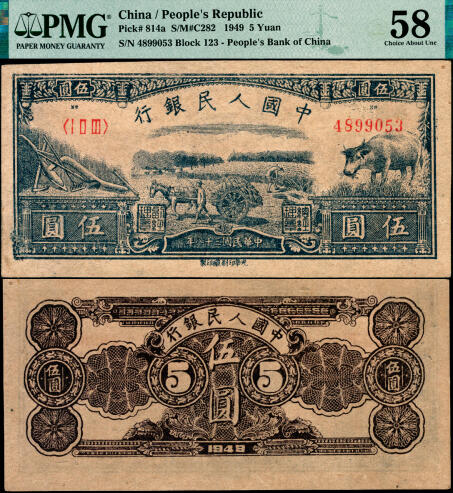 PMG
PAPER MONEY GUARANTY
China / People's Republic
Pick# 814a S/M#C282 1949 5 Yuan
S/N 4899053 Block 123 - People's Bank of China
58
Choice About Unc
圓伍
圓伍
行銀民人國中
〈I 0 III〉
4899053
圓
伍
圓
伍
年八十三國民華中
行銀民人國中
伍圓
5
伍
圓
5
伍圓
1949